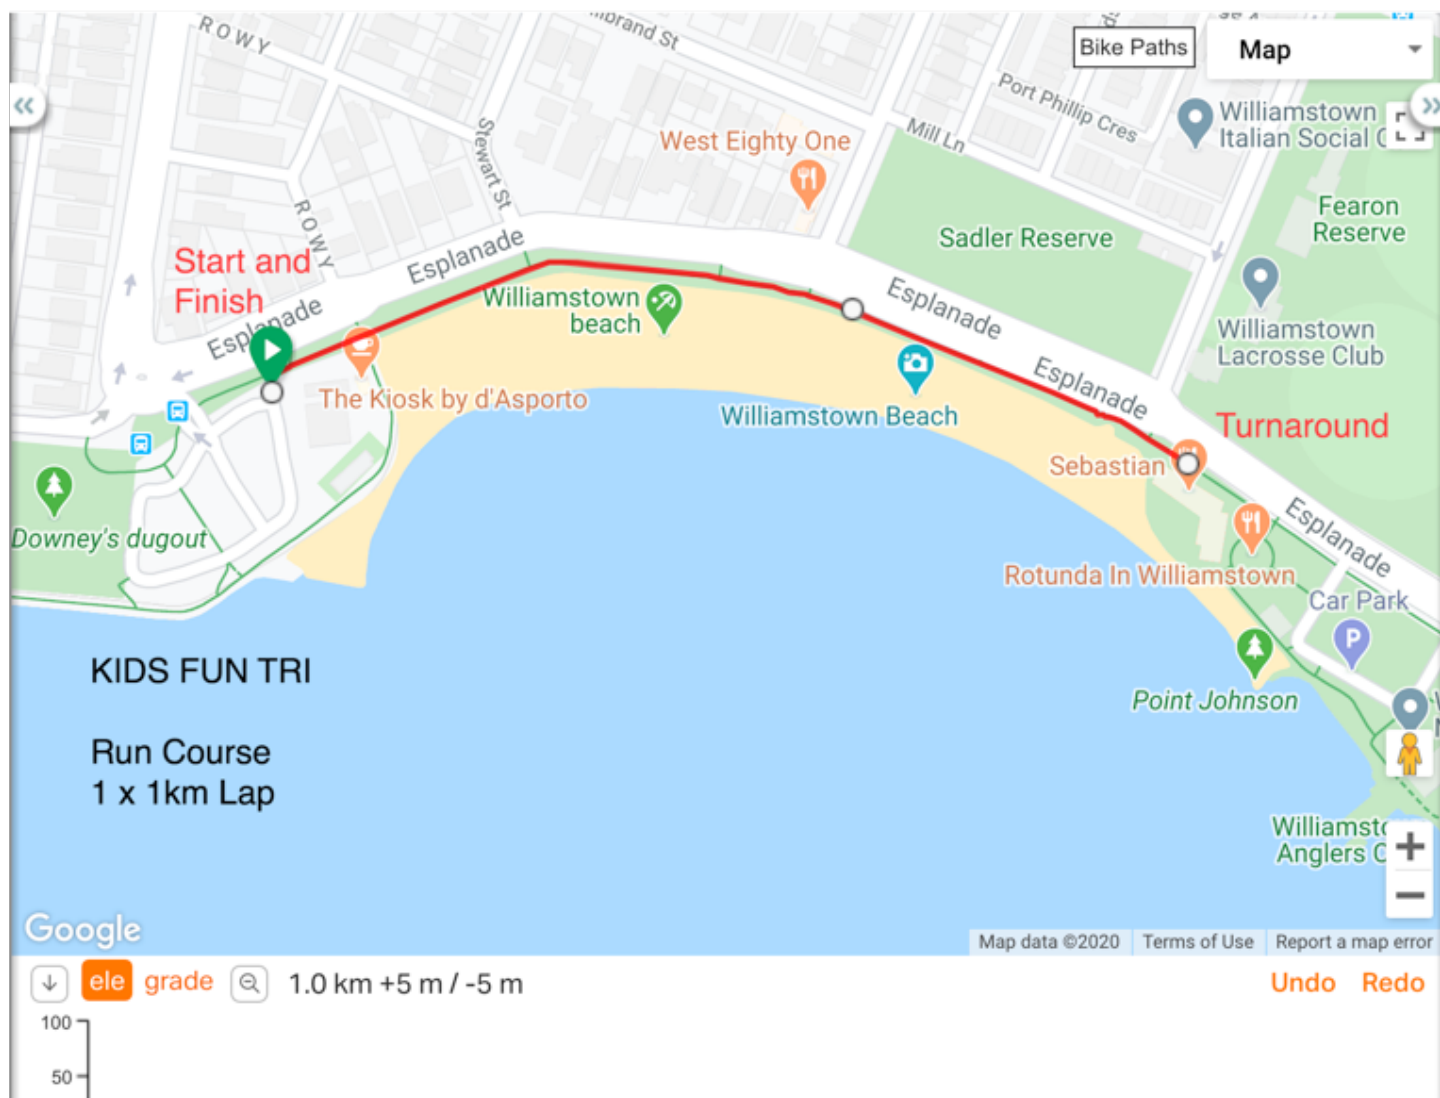 ROWY
lbrand St
Bike Paths
Map
Port Phillip Cres
Williamstown
Italian Social C
Stewart St
West Eighty One
Mill Ln
Fearon
Reserve
ROWY
Sadler Reserve
Start and
Finish
Esplanade
Esplanade
Williamstown
beach
Esplanade
Williamstown
Lacrosse Club
Esplanade
The Kiosk by d'Asporto
Williamstown Beach
Turnaround
Sebastian
Esplanade
Downey's dugout
Rotunda In Williamstown
Car Park
P
KIDS FUN TRI
Point Johnson
Run Course
1 x 1km Lap
Williamsto
Anglers C
Google
Map data ©2020
Terms of Use
Report a map error
ele
grade
1.0 km +5 m / -5 m
Undo
Redo
100
50